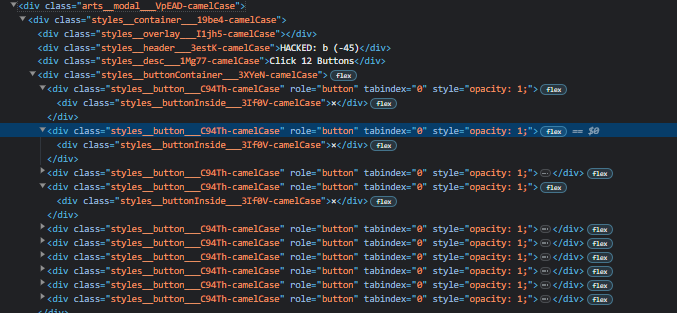 <div class="arts__modal___VpEAD-camelCase">
<div class="styles__container___19be4-camelCase">
<div class="styles__overlay___I1jh5-camelCase"></div>
<div class="styles__header___3estK-camelCase">HACKED: b (-45)</div>
<div class="styles__desc___1Mg77-camelCase">Click 12 Buttons</div>
<div class="styles__buttonContainer___3XYeN-camelCase"> flex
<div class="styles__button___C94Th-camelCase" role="button" tabindex="0" style="opacity: 1;"> flex
<div class="styles__buttonInside___3If0V-camelCase">×</div> flex
</div>
<div class="styles__button___C94Th-camelCase" role="button" tabindex="0" style="opacity: 1;"> flex == $0
<div class="styles__buttonInside___3If0V-camelCase">×</div> flex
</div>
<div class="styles__button___C94Th-camelCase" role="button" tabindex="0" style="opacity: 1;"> … </div> flex
<div class="styles__button___C94Th-camelCase" role="button" tabindex="0" style="opacity: 1;"> flex
<div class="styles__buttonInside___3If0V-camelCase">×</div> flex
</div>
<div class="styles__button___C94Th-camelCase" role="button" tabindex="0" style="opacity: 1;"> … </div> flex
<div class="styles__button___C94Th-camelCase" role="button" tabindex="0" style="opacity: 1;"> … </div> flex
<div class="styles__button___C94Th-camelCase" role="button" tabindex="0" style="opacity: 1;"> … </div> flex
<div class="styles__button___C94Th-camelCase" role="button" tabindex="0" style="opacity: 1;"> … </div> flex
<div class="styles__button___C94Th-camelCase" role="button" tabindex="0" style="opacity: 1;"> … </div> flex
<div class="styles__button___C94Th-camelCase" role="button" tabindex="0" style="opacity: 1;"> … </div> flex
</div>